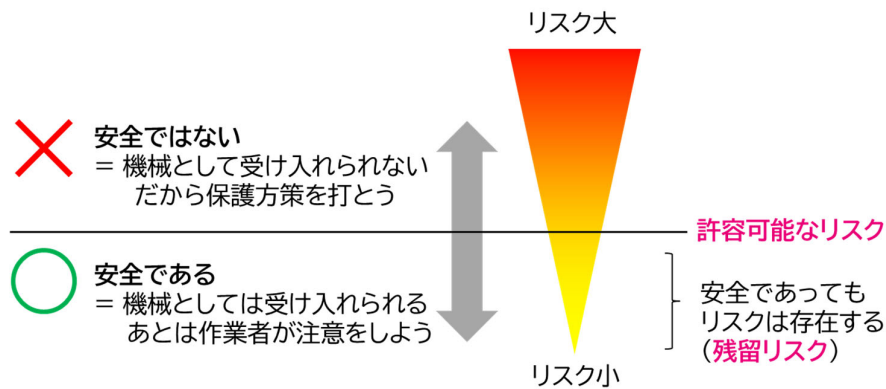 リスク大
安全ではない
= 機械として受け入れられない
だから保護方策を打とう
許容可能なリスク
安全である
= 機械としては受け入れられる
あとは作業者が注意をしよう
安全であっても
リスクは存在する
（残留リスク）
リスク小